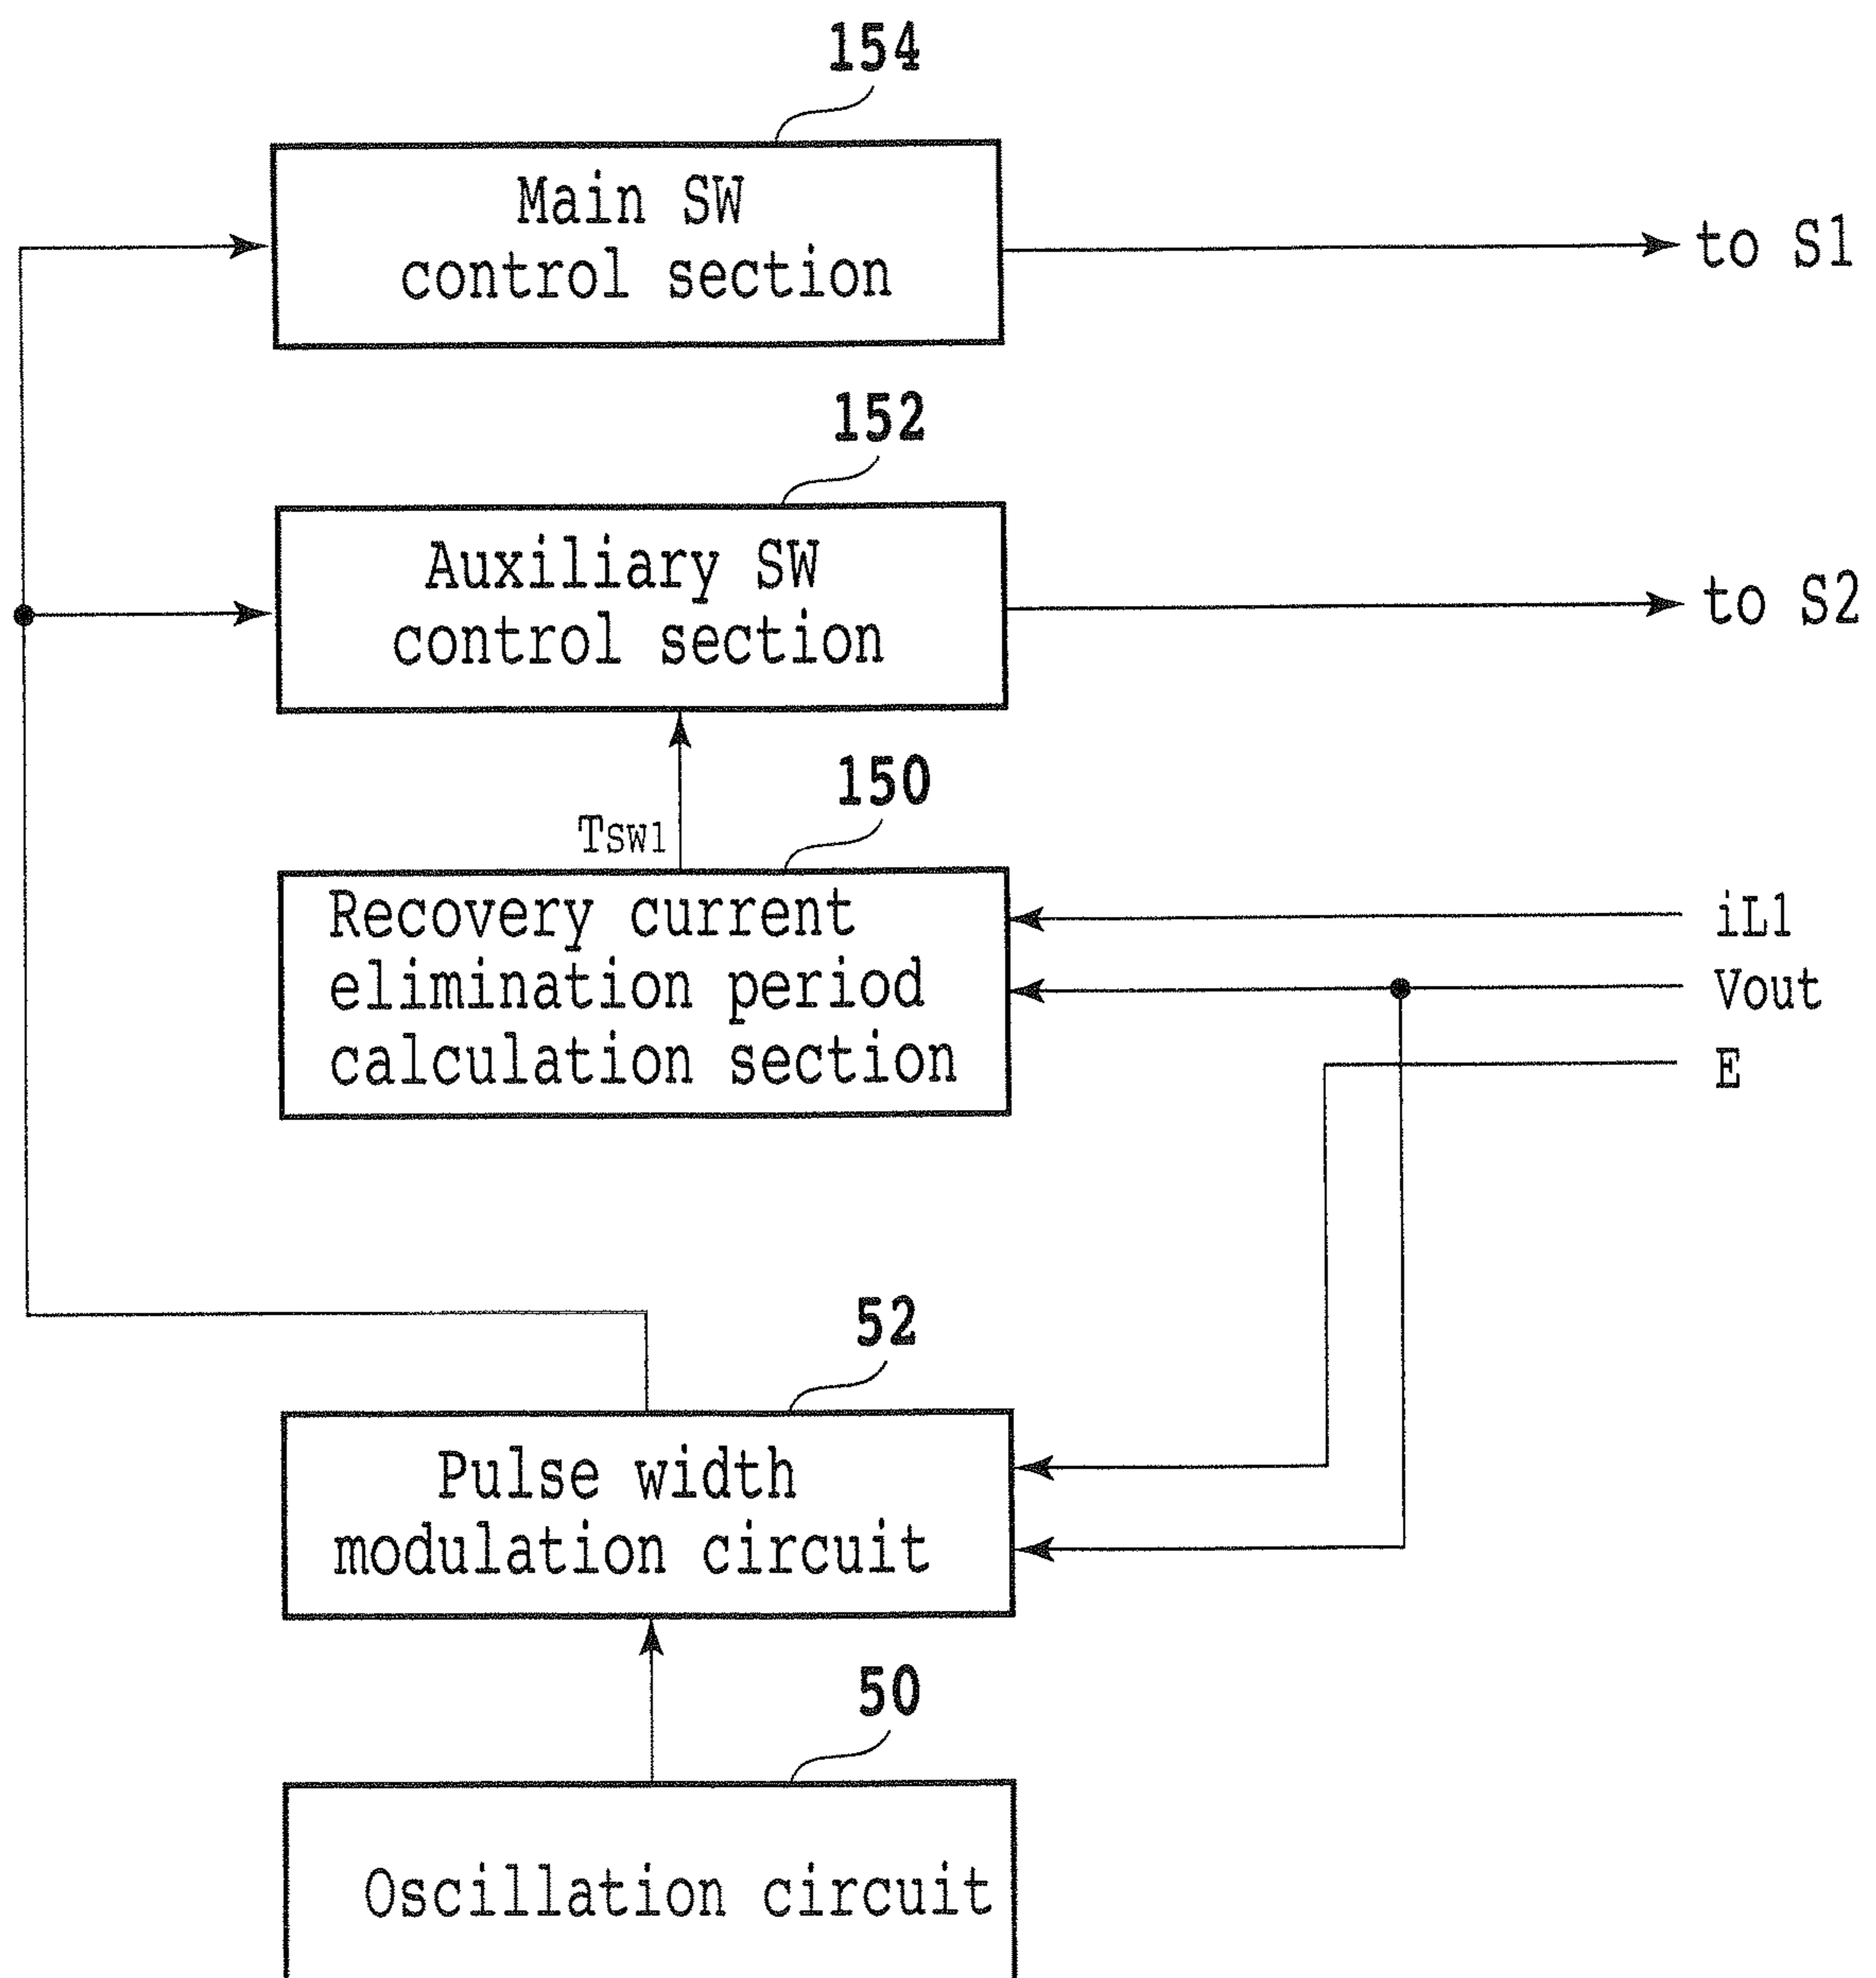 154
Main SW
control section
to S1
152
Auxiliary SW
control section
to S2
150
Tsw1
Recovery current
elimination period
calculation section
iL1
Vout
E
52
Pulse width
modulation circuit
50
Oscillation circuit